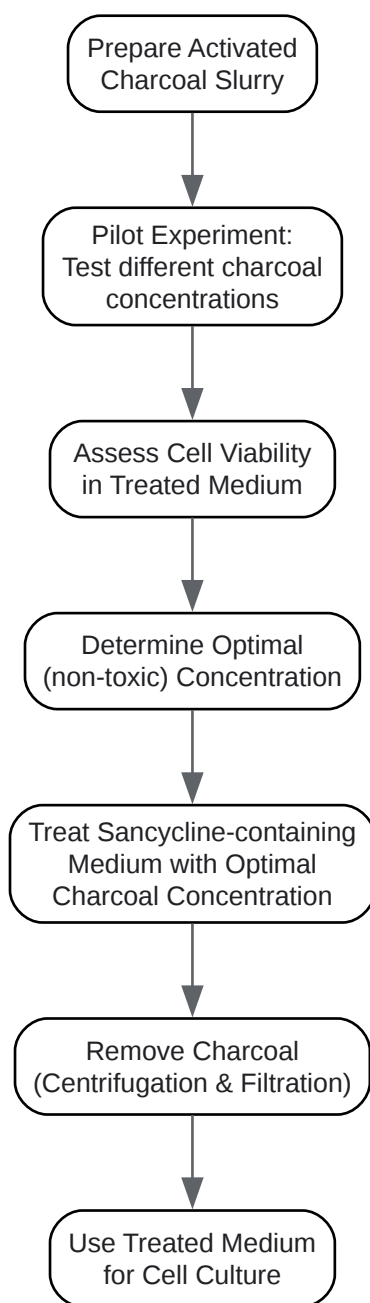 Prepare Activated
Charcoal Slurry
Pilot Experiment:
Test different charcoal
concentrations
Assess Cell Viability
in Treated Medium
Determine Optimal
(non-toxic) Concentration
Treat Sancycline-containing
Medium with Optimal
Charcoal Concentration
Remove Charcoal
(Centrifugation & Filtration)
Use Treated Medium
for Cell Culture